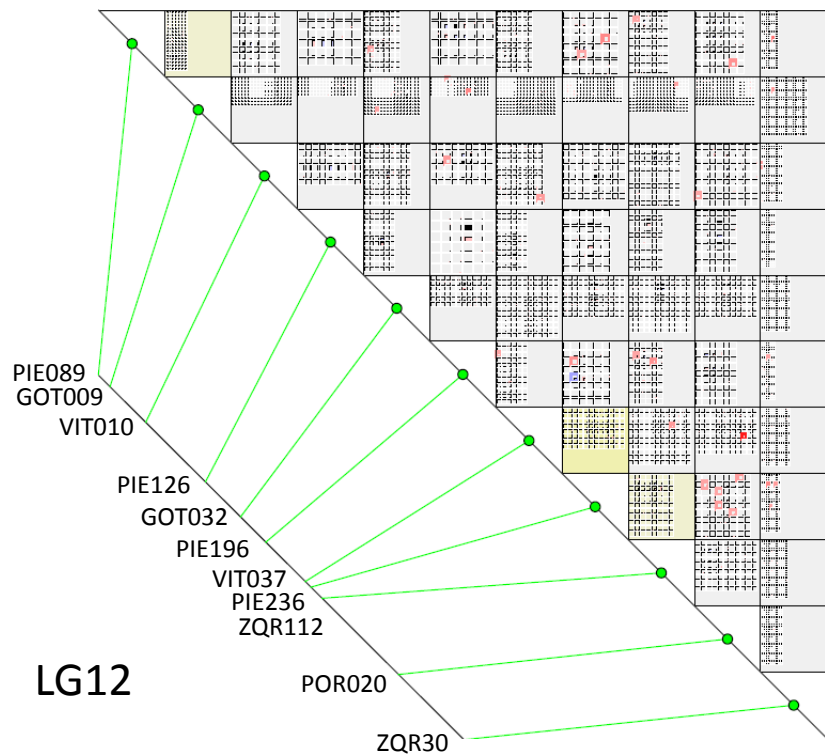 PIE089
GOT009
VIT010
PIE126
GOT032
PIE196
VIT037
PIE236
ZQR112
LG12
POR020
ZQR30